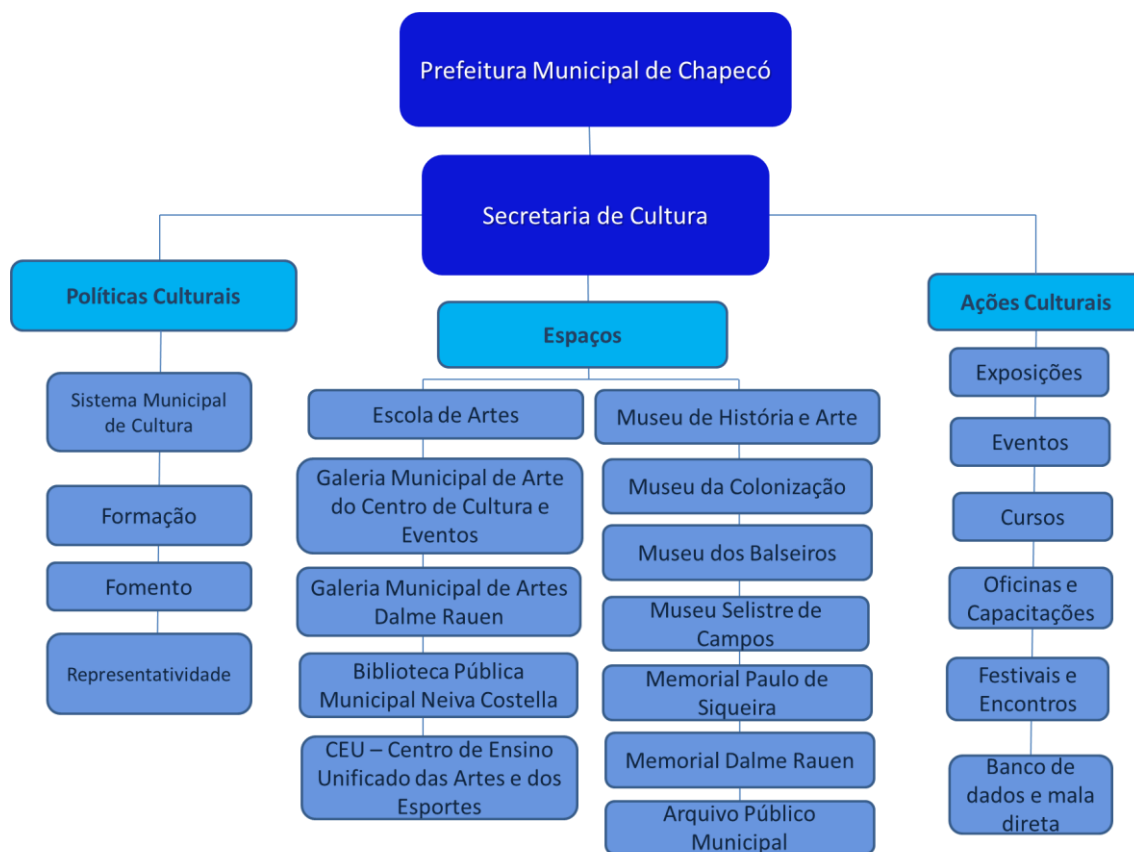 Prefeitura Municipal de Chapecó
Secretaria de Cultura
Políticas Culturais
Sistema Municipal
de Cultura
Formação
Fomento
Representatividade
Espaços
Escola de Artes
Galeria Municipal de Arte
do Centro de Cultura e
Eventos
Galeria Municipal de Artes
Dalme Rauen
Biblioteca Pública
Municipal Neiva Costella
CEU – Centro de Ensino
Unificado das Artes e dos
Esportes
Museu de História e Arte
Museu da Colonização
Museu dos Balseiros
Museu Selistre de
Campos
Memorial Paulo de
Siqueira
Memorial Dalme Rauen
Arquivo Público
Municipal
Ações Culturais
Exposições
Eventos
Cursos
Oficinas e
Capacitações
Festivais e
Encontros
Banco de
dados e mala
direta